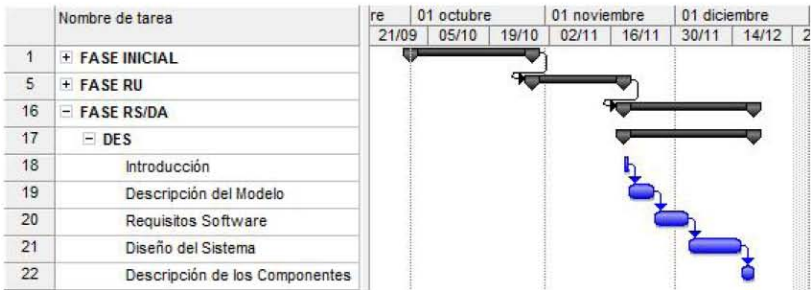 Nombre de tarea
re 01 octubre 01 noviembre 01 diciembre
21/09 05/10 19/10 02/11 16/11 30/11 14/12 2
1 + FASE INICIAL
5 + FASE RU
16 − FASE RS/DA
17 − DES
18 Introducción
19 Descripción del Modelo
20 Requisitos Software
21 Diseño del Sistema
22 Descripción de los Componentes